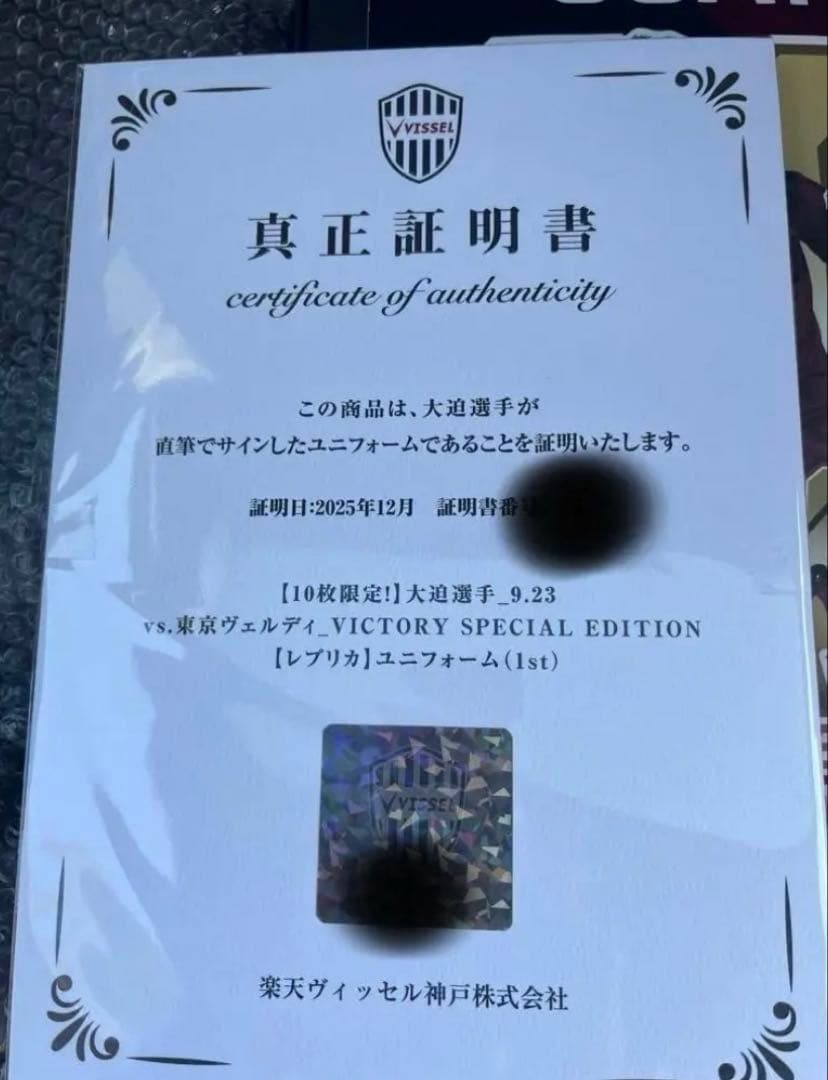 VISSEL
真正証明書
certificate of authenticity
この商品は、大迫選手が
直筆でサインしたユニフォームであることを証明いたします。
証明日:2025年12月 証明書番
【10枚限定!】大迫選手_9.23
vs.東京ヴェルディ_VICTORY SPECIAL EDITION
【レプリカ】ユニフォーム(1st)
VISSEL
楽天ヴィッセル神戸株式会社